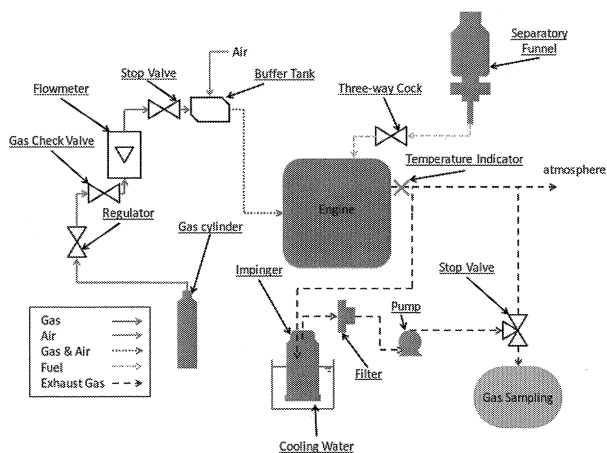 Separatory
Funnel
Air
Stop Valve
Buffer Tank
Flowmeter
Three-way Cock
Gas Check Valve
Temperature Indicator
atmosphere
Engine
Regulator
Gas cylinder
Impinger
Stop Valve
Pump
Gas
Air
Gas & Air
Fuel
Exhaust Gas
Filter
Gas Sampling
Cooling Water